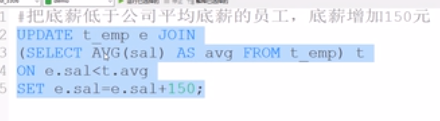 #把底薪低于公司平均底薪的员工，底薪增加150元
UPDATE t_emp e JOIN
(SELECT AVG(sal) AS avg FROM t_emp) t
ON e.sal<t.avg
SET e.sal=e.sal+150;